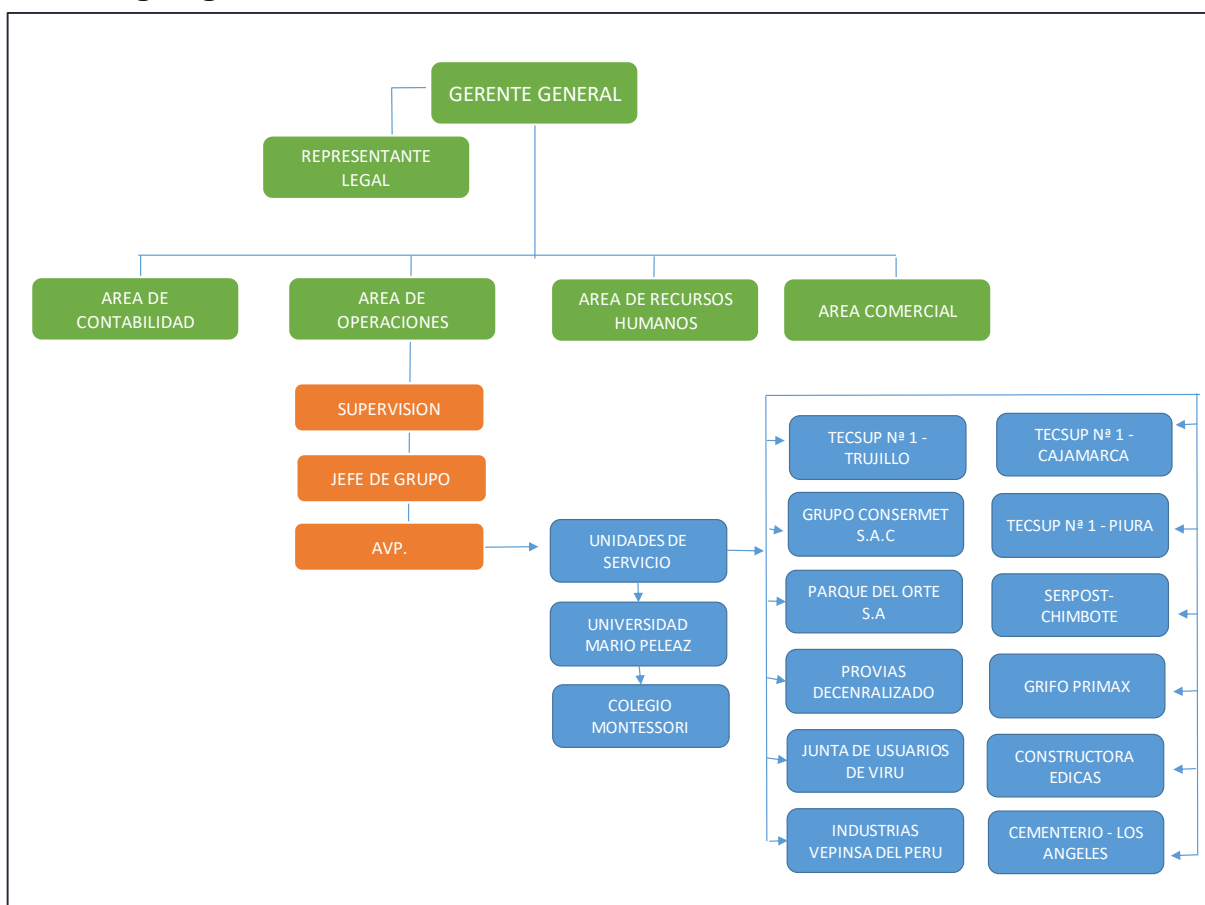 GERENTE GENERAL
REPRESENTANTE
LEGAL
AREA DE
CONTABILIDAD
AREA DE
OPERACIONES
AREA DE RECURSOS
HUMANOS
AREA COMERCIAL
SUPERVISION
JEFE DE GRUPO
AVP.
UNIDADES DE
SERVICIO
UNIVERSIDAD
MARIO PELEAZ
COLEGIO
MONTESSORI
TECSUP Nª 1 -
TRUJILLO
GRUPO CONSERMET
S.A.C
PARQUE DEL ORTE
S.A
PROVIAS
DECENRALIZADO
JUNTA DE USUARIOS
DE VIRU
INDUSTRIAS
VEPINSA DEL PERU
TECSUP Nª 1 -
CAJAMARCA
TECSUP Nª 1 - PIURA
SERPOST-
CHIMBOTE
GRIFO PRIMAX
CONSTRUCTORA
EDICAS
CEMENTERIO - LOS
ANGELES